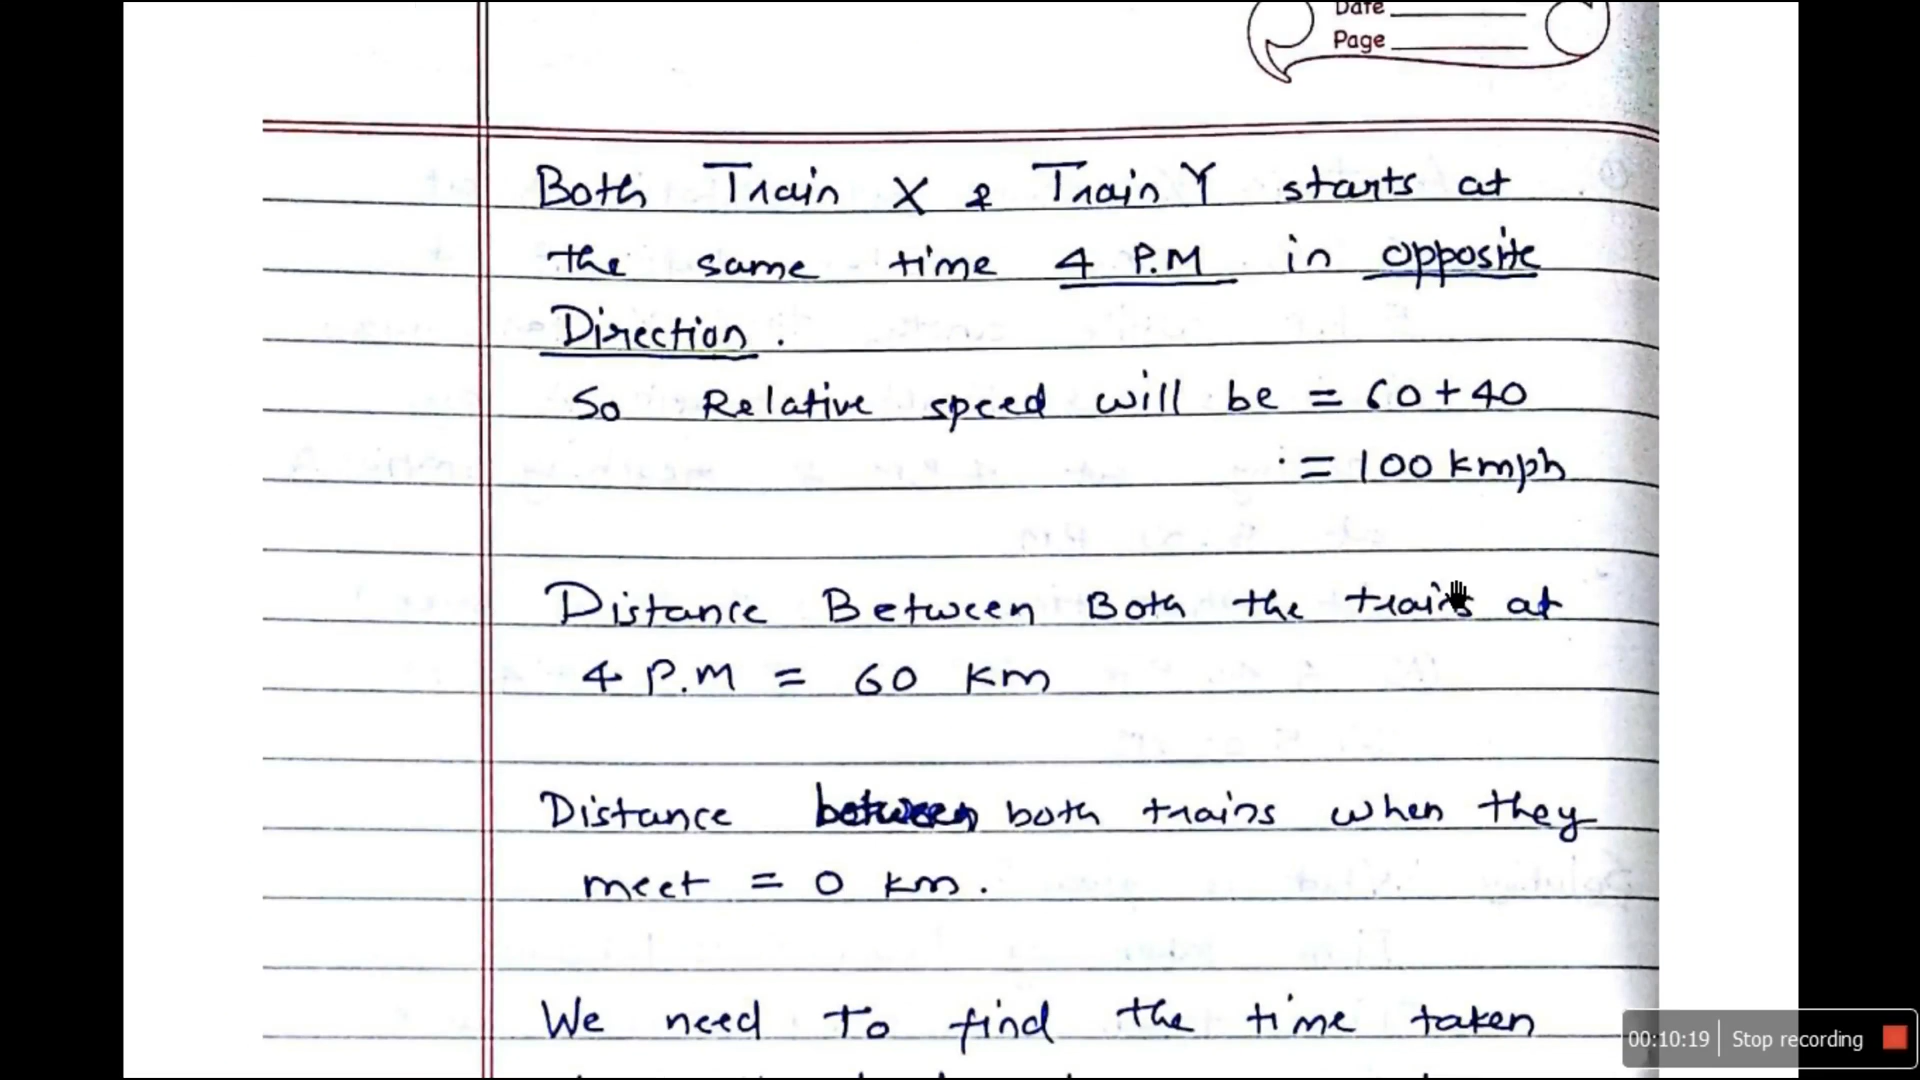 Date
Page
Both Train X & Train Y starts at
the same time 4 P.M in opposite
Direction.
So Relative speed will be = 60+40
= 100 kmph
Distance Between Both the trains at
4 P.M = 60 km
Distance between both trains when they
meet = 0 km.
We need to find the time taken
00:10:19 Stop recording